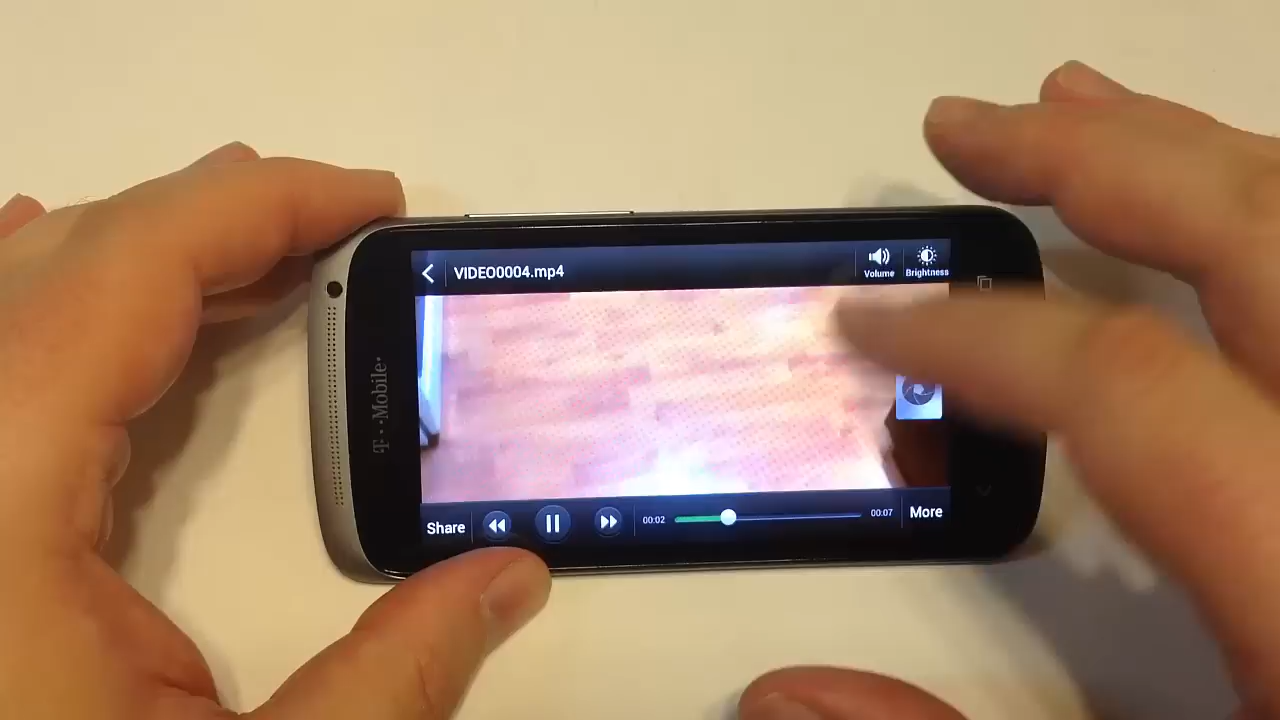 VIDEO0004.mp4
Volume
Brightness
T··Mobile·
Share
00:02
00:07
More